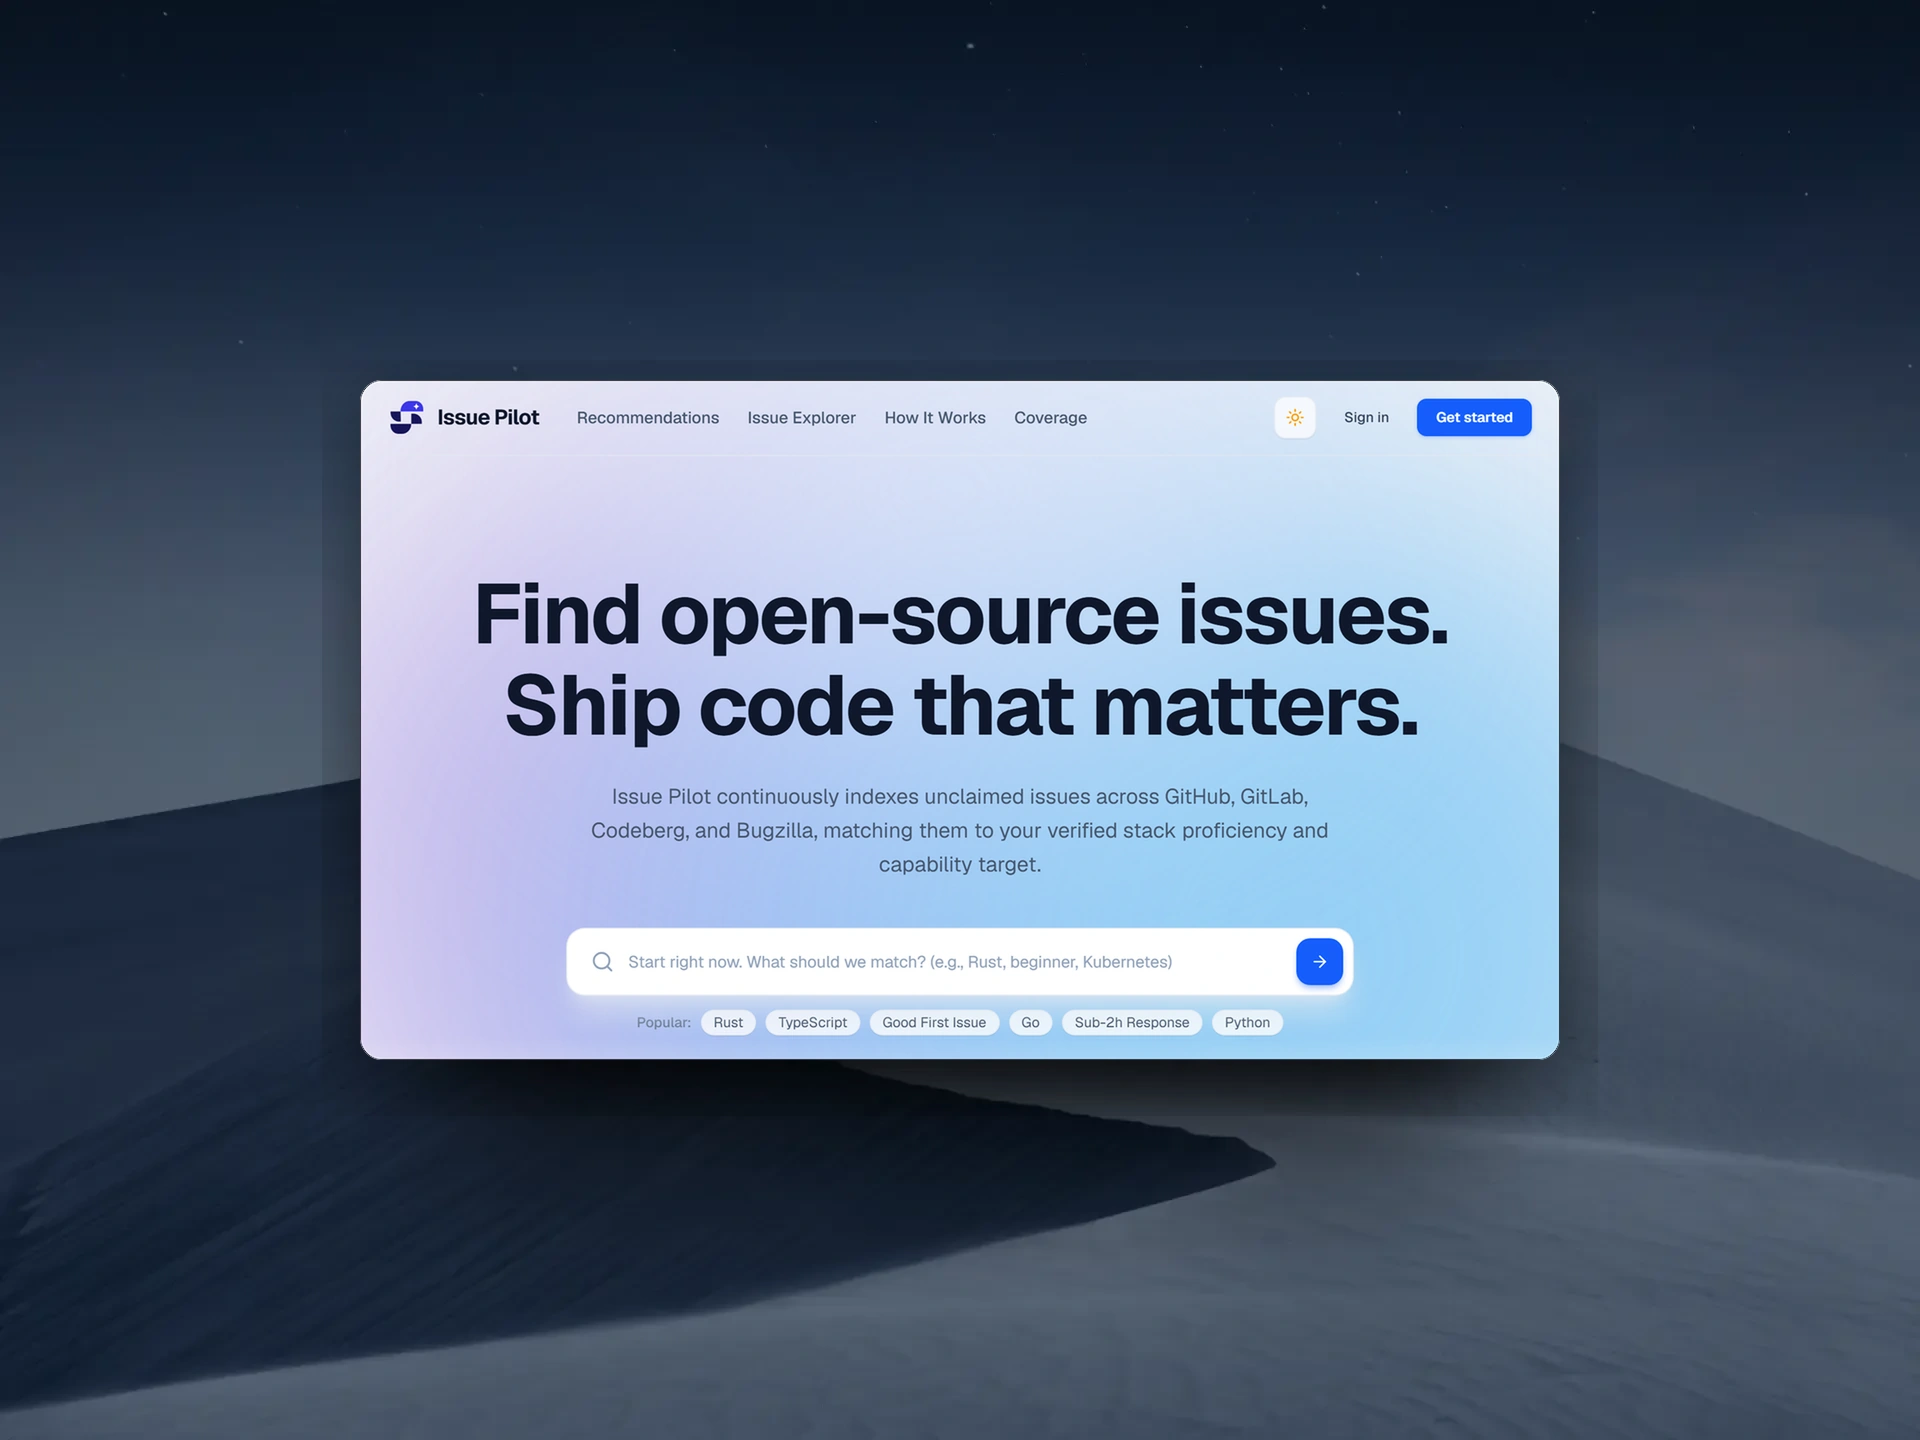 Issue Pilot
Recommendations
Issue Explorer
How It Works
Coverage
Sign in
Get started
Find open-source issues.
Ship code that matters.
Issue Pilot continuously indexes unclaimed issues across GitHub, GitLab,
Codeberg, and Bugzilla, matching them to your verified stack proficiency and
capability target.
Start right now. What should we match? (e.g., Rust, beginner, Kubernetes)
Popular:
Rust
TypeScript
Good First Issue
Go
Sub-2h Response
Python